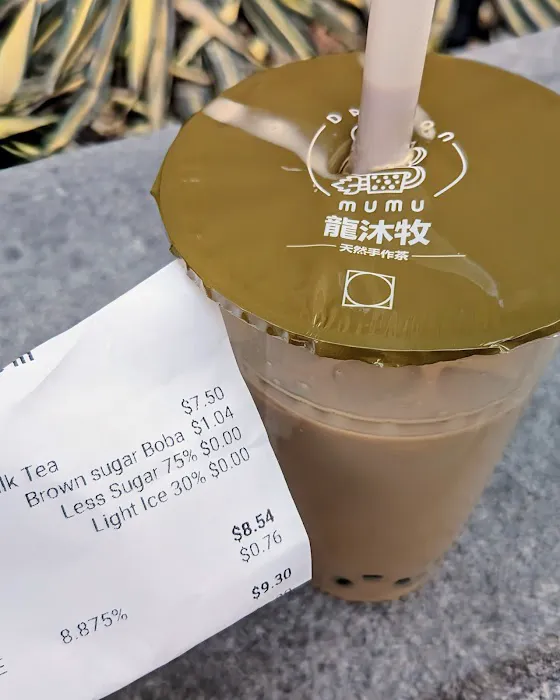 MUMU
龍沐牧
天然手作茶
$7.50
lk Tea
Brown sugar Boba $1.04
Less Sugar 75% $0.00
Light Ice 30% $0.00
$8.54
$0.76
$9.30
8.875%